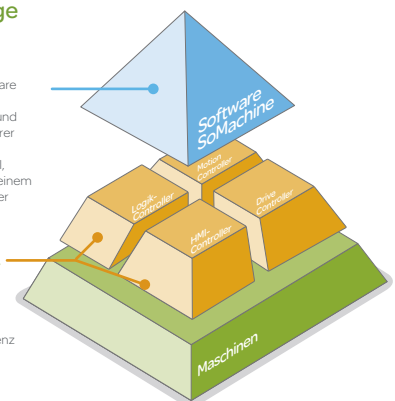 ge
are
und
rer
l,
einem
er
enz
Software
SoMachine
Motion
Controller
Logik-
Controller
Drive
Controller
HMI-
Controller
Maschinen